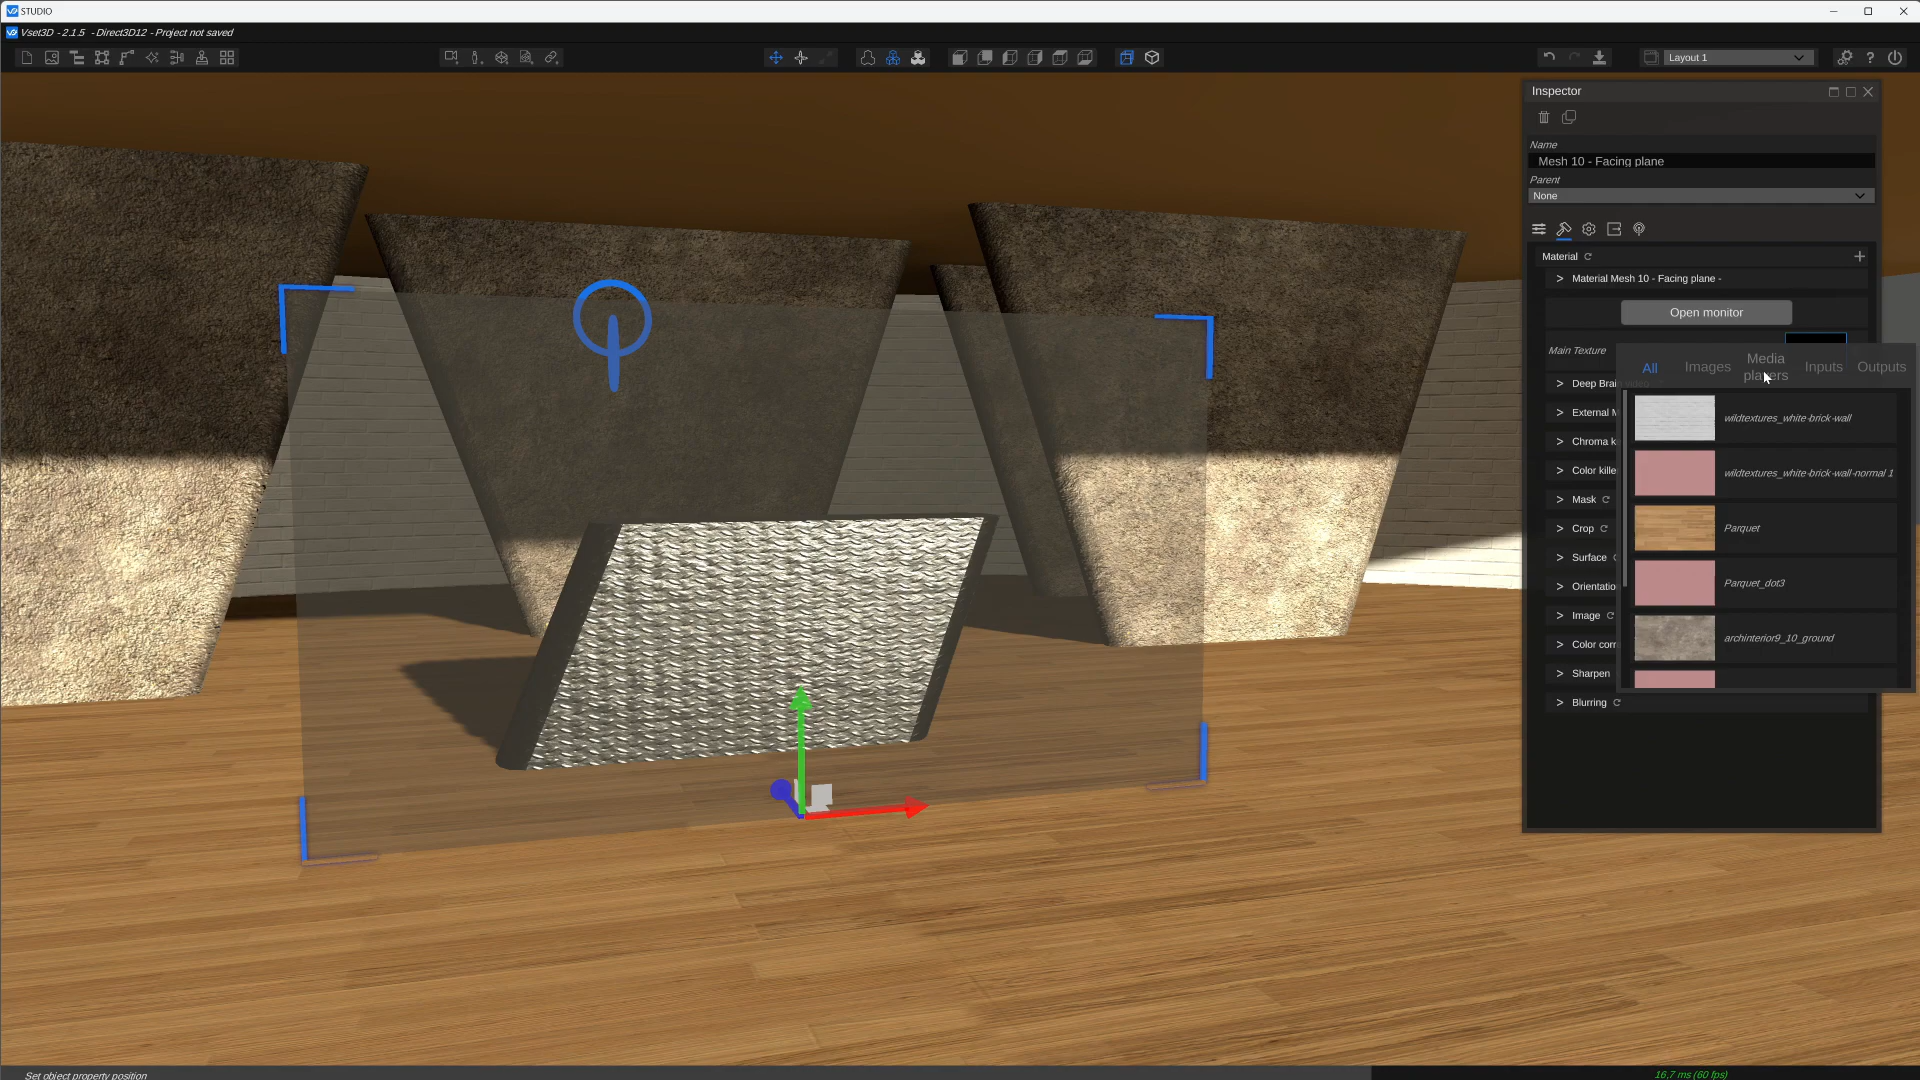 STUDIO
Vset3D - 2.1.5 - Direct3D12 - Project not saved
Layout 1
?
Inspector
Name
Mesh 10 - Facing plane
Parent
None
Material
> Material Mesh 10 - Facing plane -
Open monitor
Main Texture
All
Images
Media players
Inputs
Outputs
> Deep Brai
> External M
> Chroma k
> Color kille
> Mask
> Crop
> Surface
> Orientatio
> Image
> Color corr
> Sharpen
> Blurring
wildtextures_white-brick-wall
wildtextures_white-brick-wall-normal 1
Parquet
Parquet_dot3
archinterior9_10_ground
Set object property position
16,7 ms (60 fps)